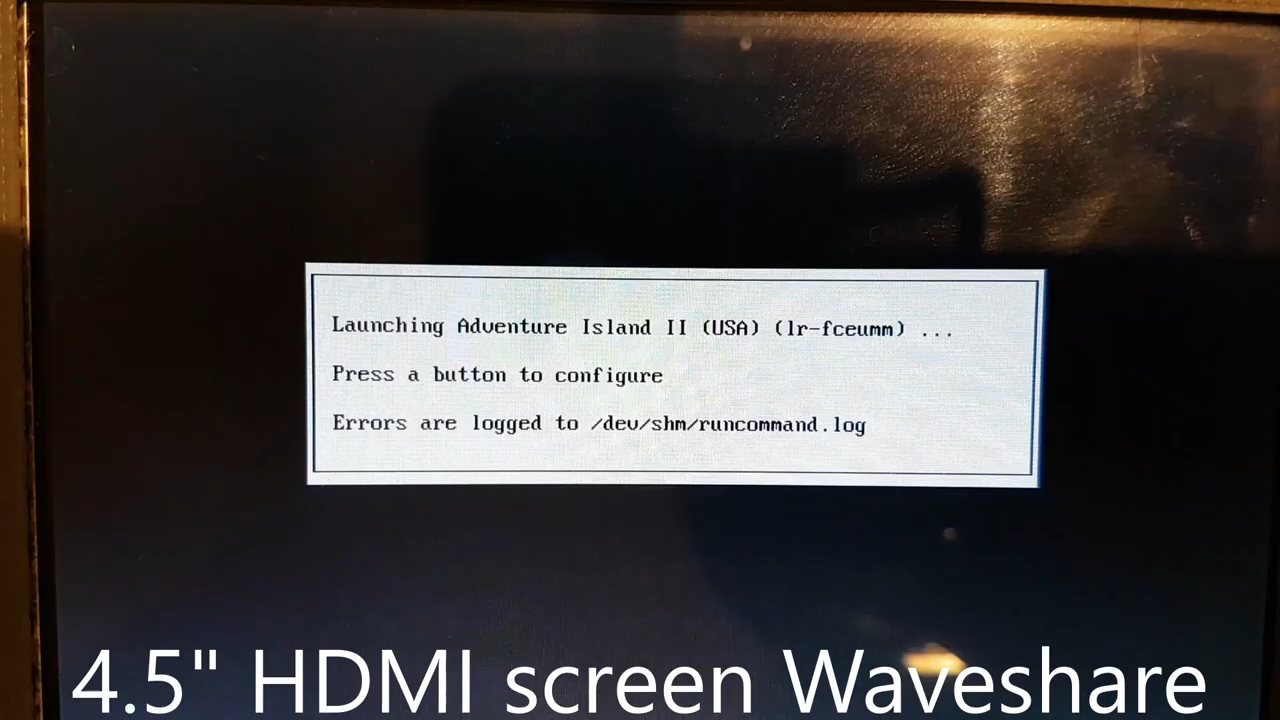 Launching Adventure Island II (USA) (lr-fceumm) ...
Press a button to configure
Errors are logged to /dev/shm/runcommand.log
4.5" HDMI screen Waveshare